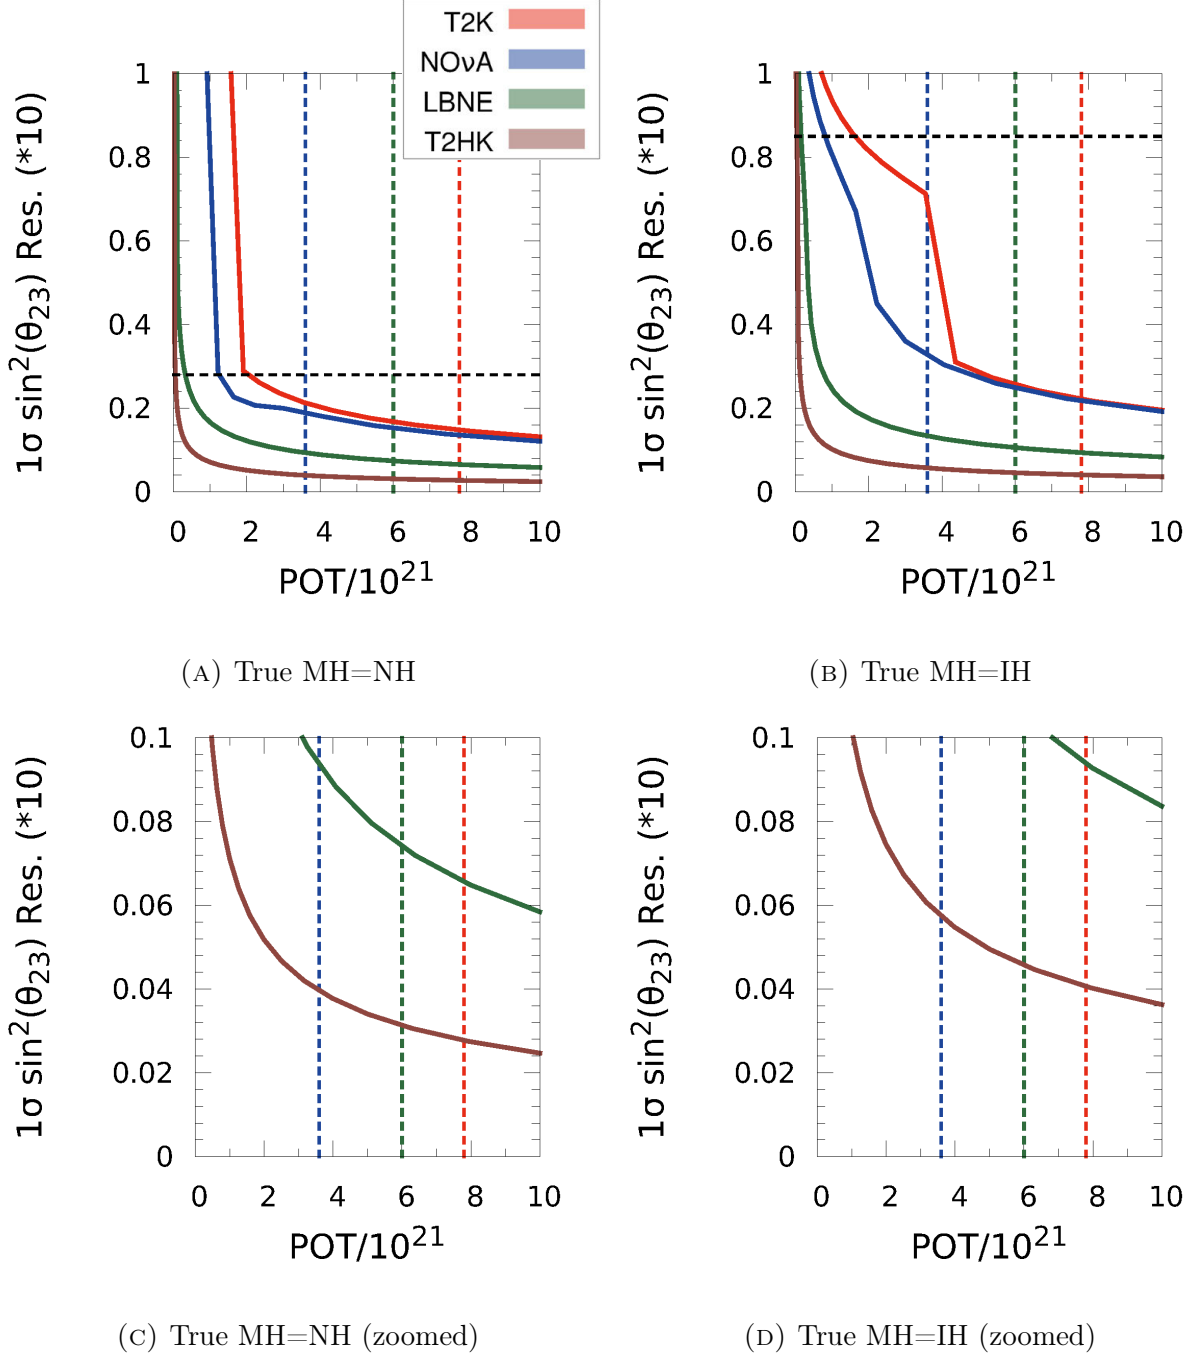 T2K
NOνA
LBNE
T2HK
1σ sin²(θ₂₃) Res. (*10)
1
0.8
0.6
0.4
0.2
0
0 2 4 6 8 10
POT/10²¹
(A) True MH=NH
1σ sin²(θ₂₃) Res. (*10)
1
0.8
0.6
0.4
0.2
0
0 2 4 6 8 10
POT/10²¹
(B) True MH=IH
1σ sin²(θ₂₃) Res. (*10)
0.1
0.08
0.06
0.04
0.02
0
0 2 4 6 8 10
POT/10²¹
(C) True MH=NH (zoomed)
1σ sin²(θ₂₃) Res. (*10)
0.1
0.08
0.06
0.04
0.02
0
0 2 4 6 8 10
POT/10²¹
(D) True MH=IH (zoomed)